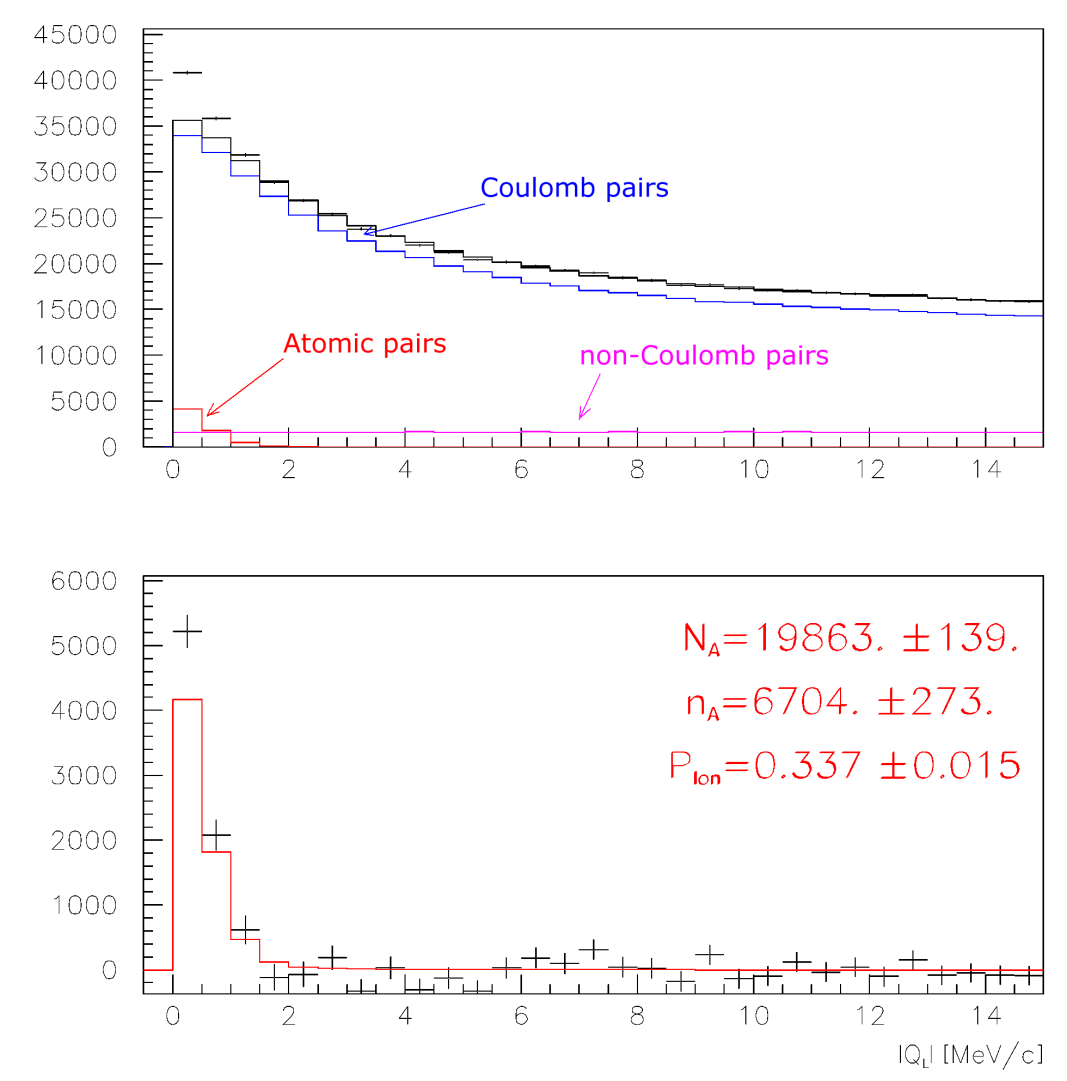 45000
40000
35000
30000
25000
20000
15000
10000
5000
0
Coulomb pairs
Atomic pairs
non-Coulomb pairs
0 2 4 6 8 10 12 14
6000
5000
4000
3000
2000
1000
0
N_A=19863. ±139.
n_A=6704. ±273.
P_Ion=0.337 ±0.015
0 2 4 6 8 10 12 14
|Q_L| [MeV/c]